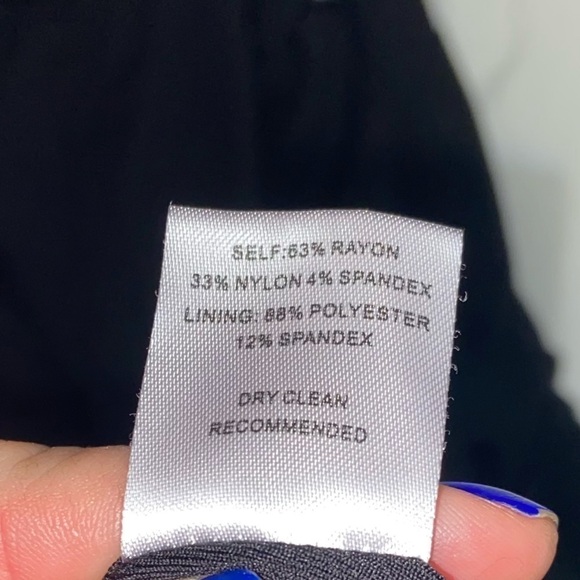 SELF:63% RAYON
33% NYLON 4% SPANDEX
LINING: 88% POLYESTER
12% SPANDEX
DRY CLEAN
RECOMMENDED